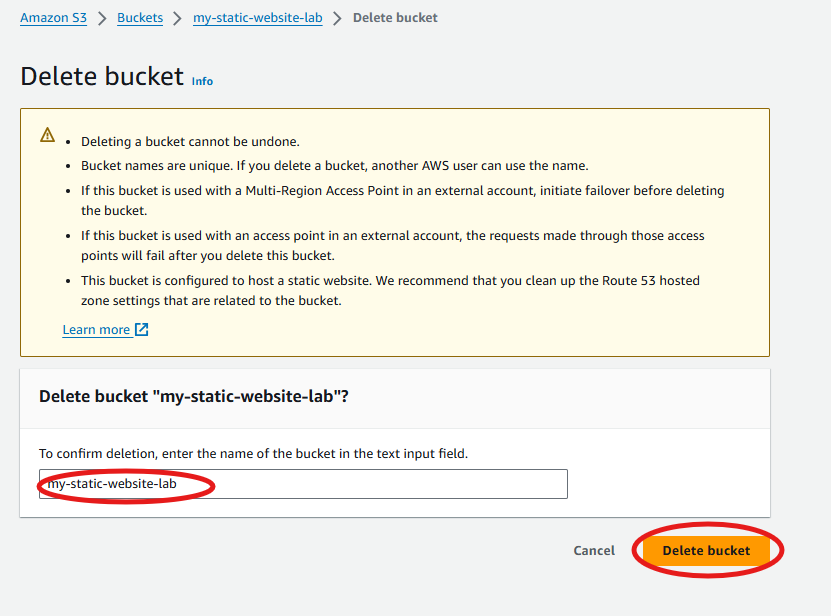 Amazon S3 > Buckets > my-static-website-lab > Delete bucket
Delete bucket Info
• Deleting a bucket cannot be undone.
• Bucket names are unique. If you delete a bucket, another AWS user can use the name.
• If this bucket is used with a Multi-Region Access Point in an external account, initiate failover before deleting
the bucket.
• If this bucket is used with an access point in an external account, the requests made through those access
points will fail after you delete this bucket.
• This bucket is configured to host a static website. We recommend that you clean up the Route 53 hosted
zone settings that are related to the bucket.
Learn more
Delete bucket "my-static-website-lab"?
To confirm deletion, enter the name of the bucket in the text input field.
my-static-website-lab
Cancel Delete bucket